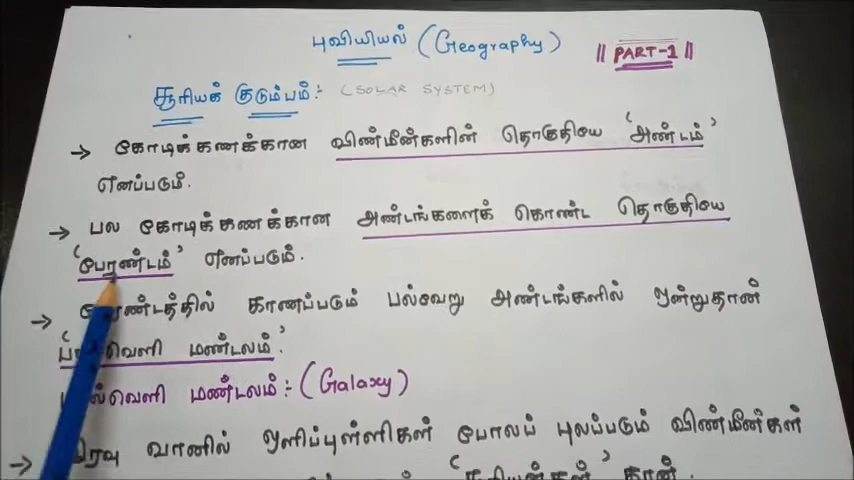 புவியியல் (Geography) || PART-1 ||
சூரியக் குடும்பம்:- (SOLAR SYSTEM)
→ கோடிக்கணக்கான விண்மீன்களின் தொகுதியே 'அண்டம்'
எனப்படும்.
→ பல கோடிக்கணக்கான அண்டங்களைக் கொண்ட தொகுதியே
'பேரண்டம்' எனப்படும்.
→ காணப்படும் பல்வேறு அண்டங்களில் ஒன்றுதான்
மண்டலம்'.
மண்டலம்:- (Galaxy)
→ இரவு வானில் ஒளிப்புள்ளிகள் போலப் புலப்படும் விண்மீன்கள்